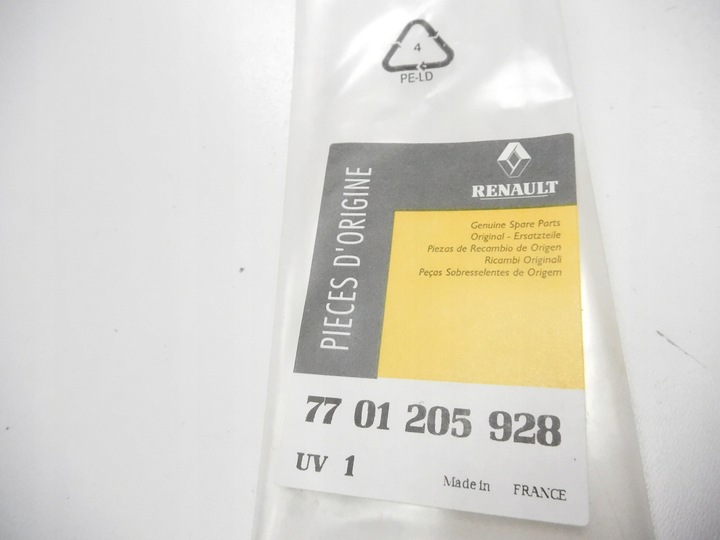 4
PE-LD
RENAULT
PIECES D'ORIGINE
Genuine Spare Parts
Original - Ersatzteile
Piezas de Recambio de Origen
Ricambi Originali
Peças Sobresselentes de Origem
77 01 205 928
UV 1
Made in FRANCE